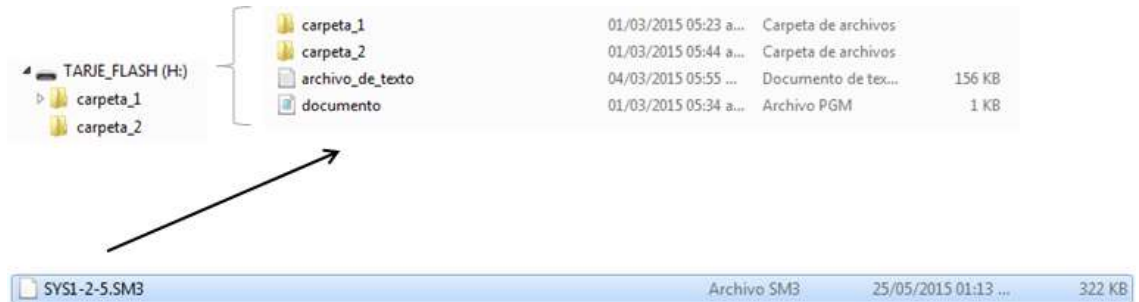 TARJE_FLASH (H:)
carpeta_1
carpeta_2
carpeta_1 01/03/2015 05:23 a... Carpeta de archivos
carpeta_2 01/03/2015 05:44 a... Carpeta de archivos
archivo_de_texto 04/03/2015 05:55 ... Documento de tex... 156 KB
documento 01/03/2015 05:34 a... Archivo PGM 1 KB
SYS1-2-5.SM3 Archivo SM3 25/05/2015 01:13 ... 322 KB